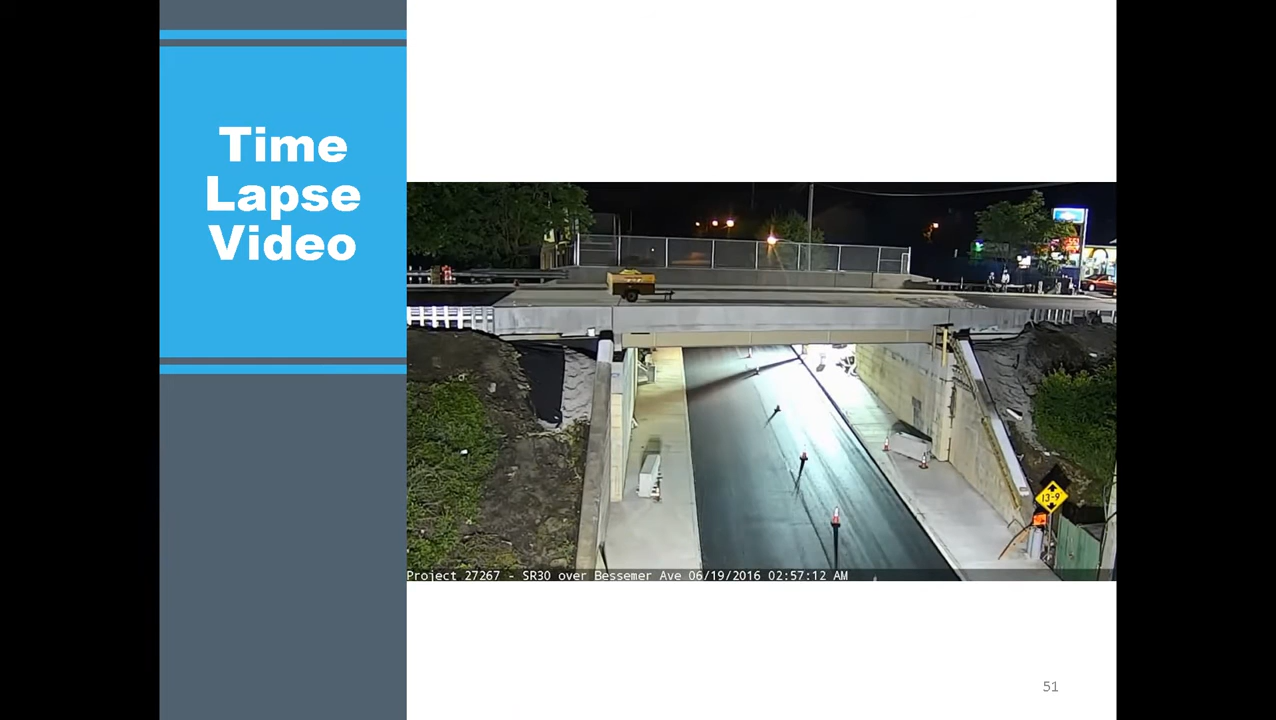 Time
Lapse
Video
13-9
Project 27267 - SR30 over Bessemer Ave 06/19/2016 02:57:12 AM
51